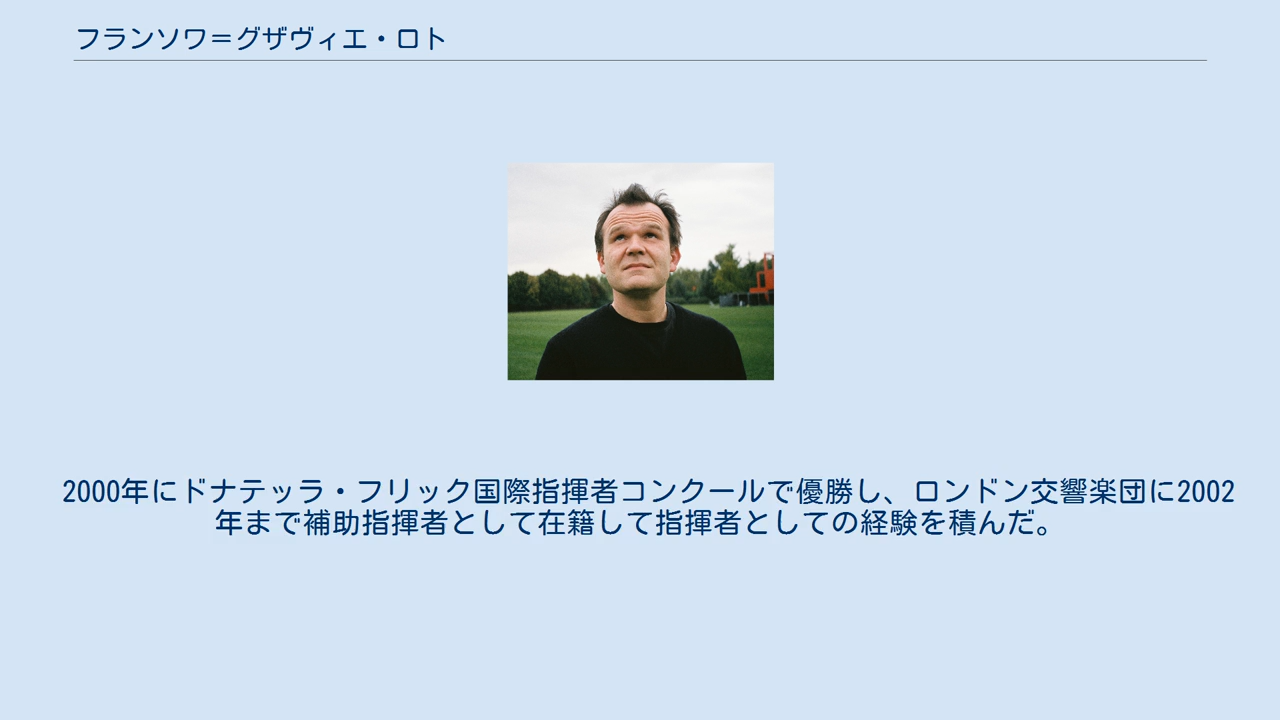 フランソワ＝グザヴィエ・ロト
2000年にドナテッラ・フリック国際指揮者コンクールで優勝し、ロンドン交響楽団に2002
年まで補助指揮者として在籍して指揮者としての経験を積んだ。